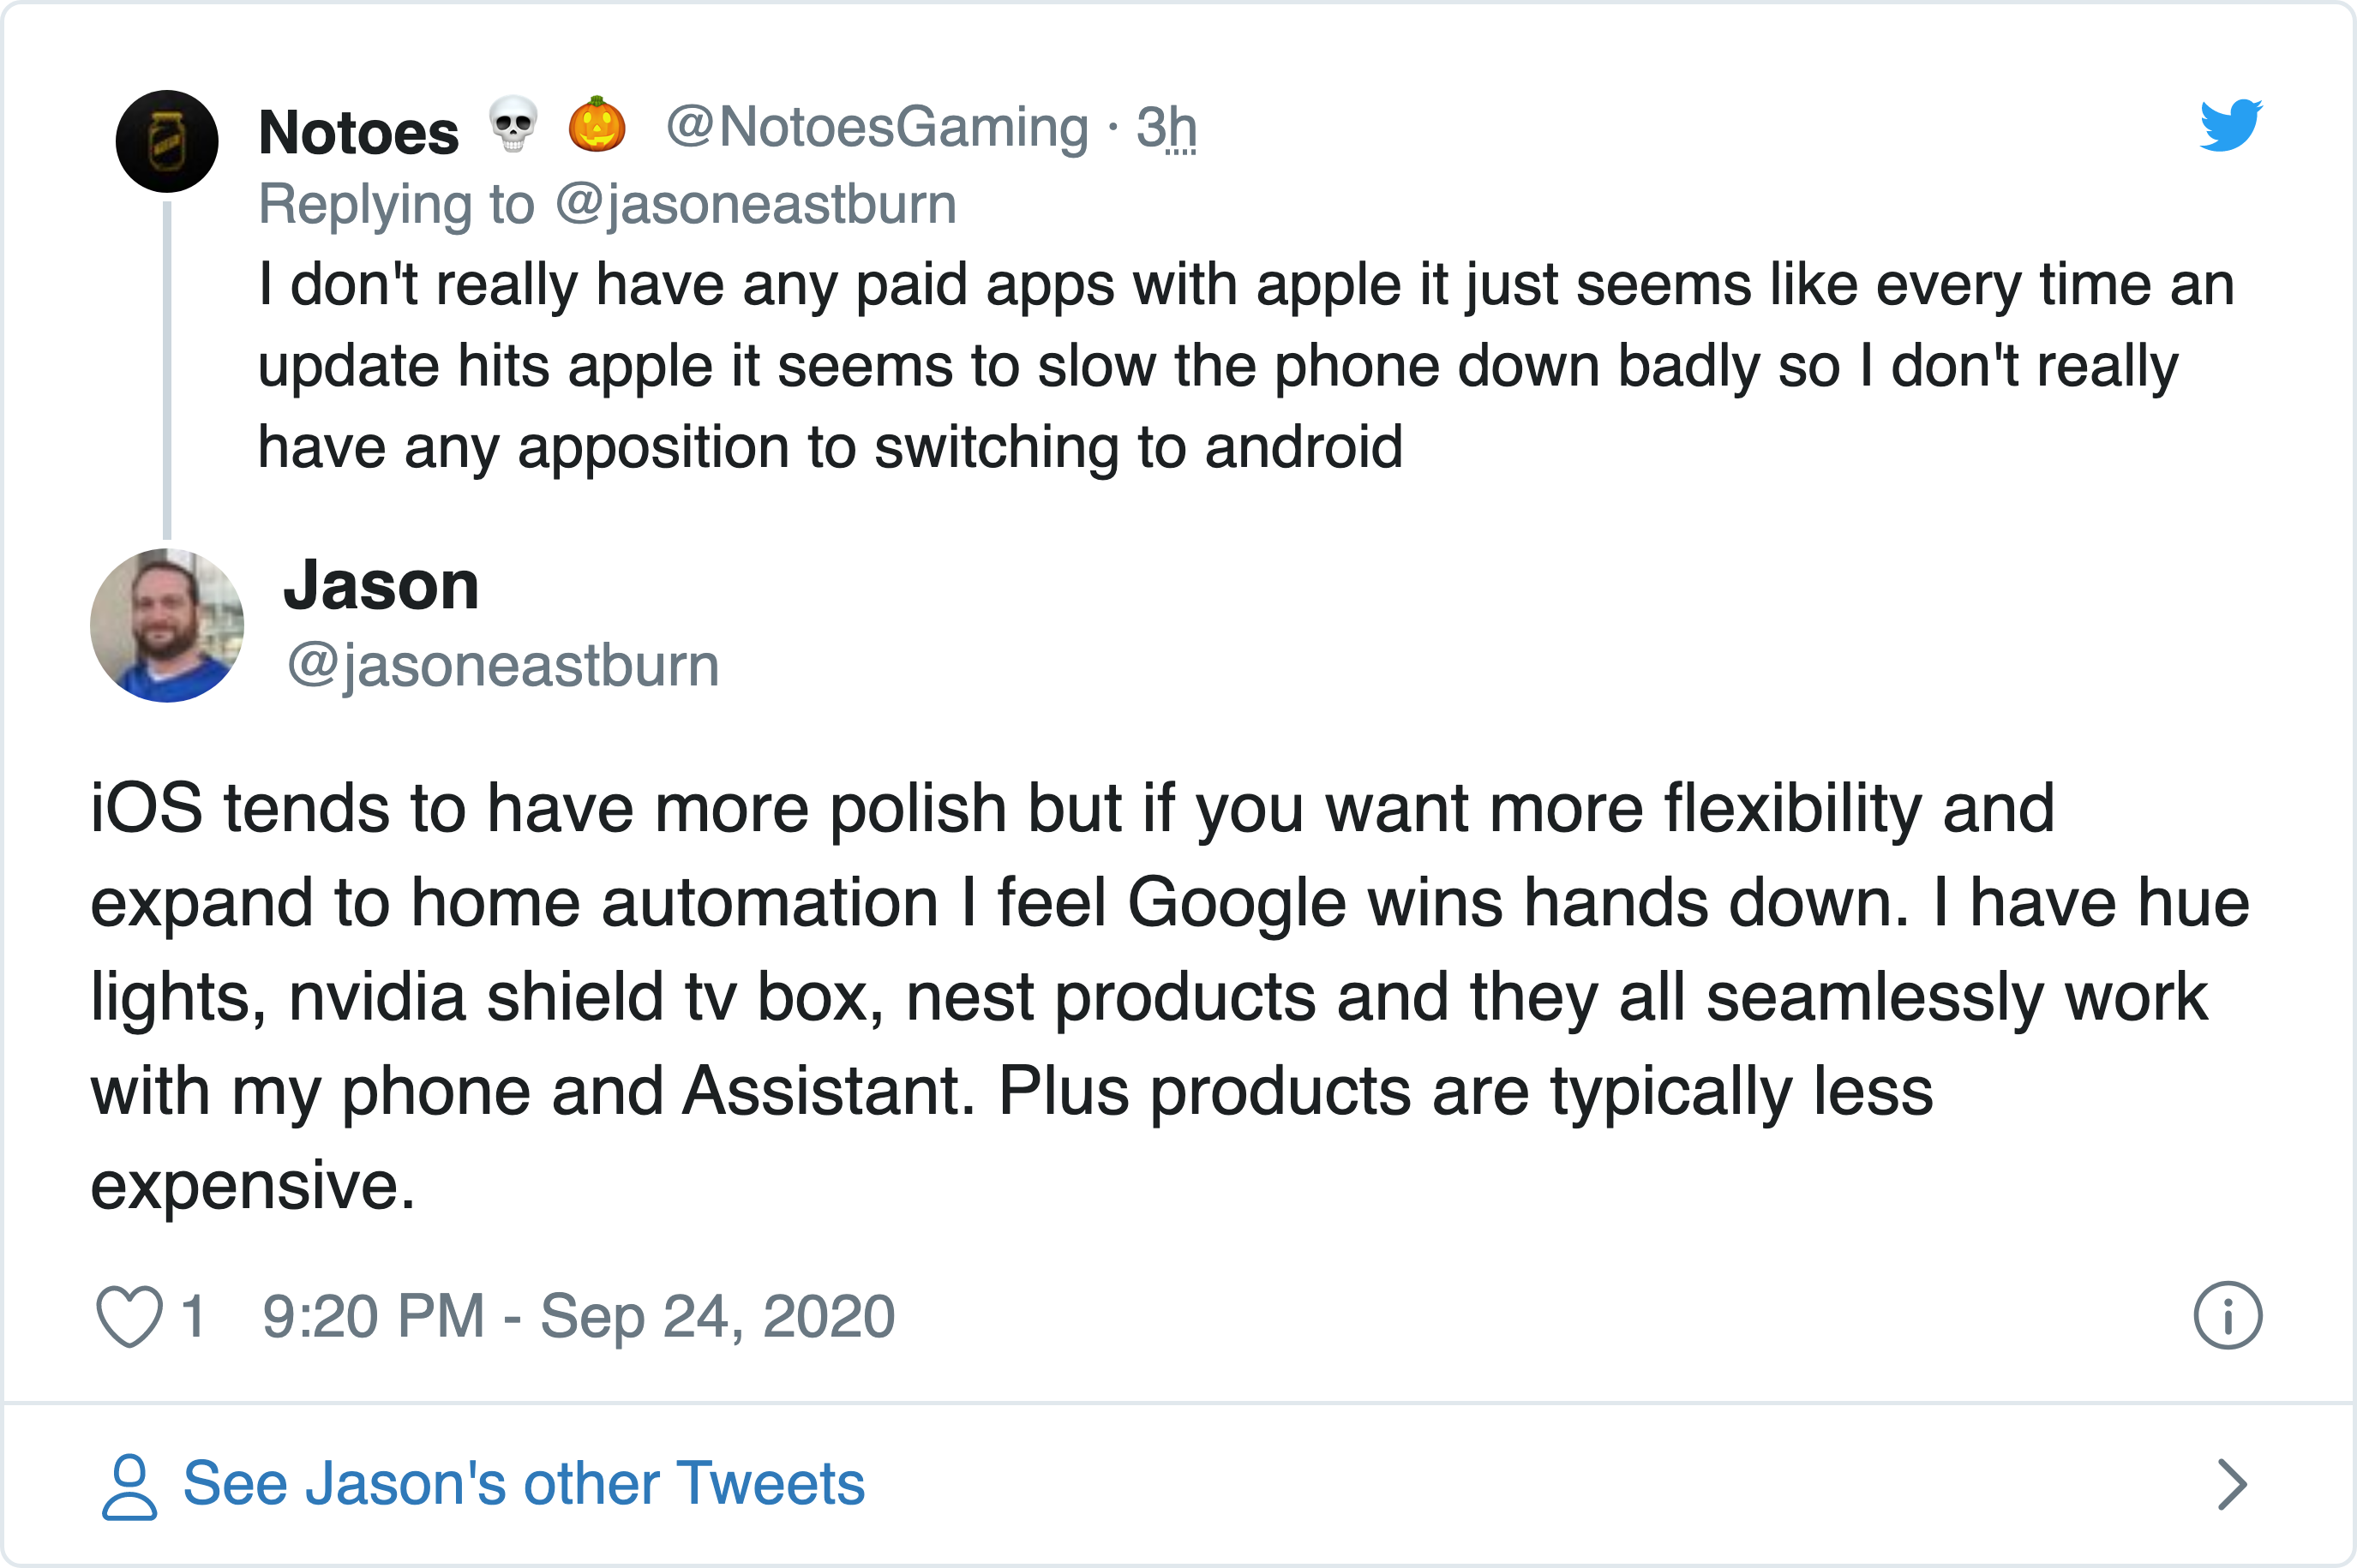 Notoes 💀 🎃 @NotoesGaming · 3h
Replying to @jasoneastburn
I don't really have any paid apps with apple it just seems like every time an
update hits apple it seems to slow the phone down badly so I don't really
have any apposition to switching to android
Jason
@jasoneastburn
iOS tends to have more polish but if you want more flexibility and
expand to home automation I feel Google wins hands down. I have hue
lights, nvidia shield tv box, nest products and they all seamlessly work
with my phone and Assistant. Plus products are typically less
expensive.
1 9:20 PM - Sep 24, 2020
See Jason's other Tweets